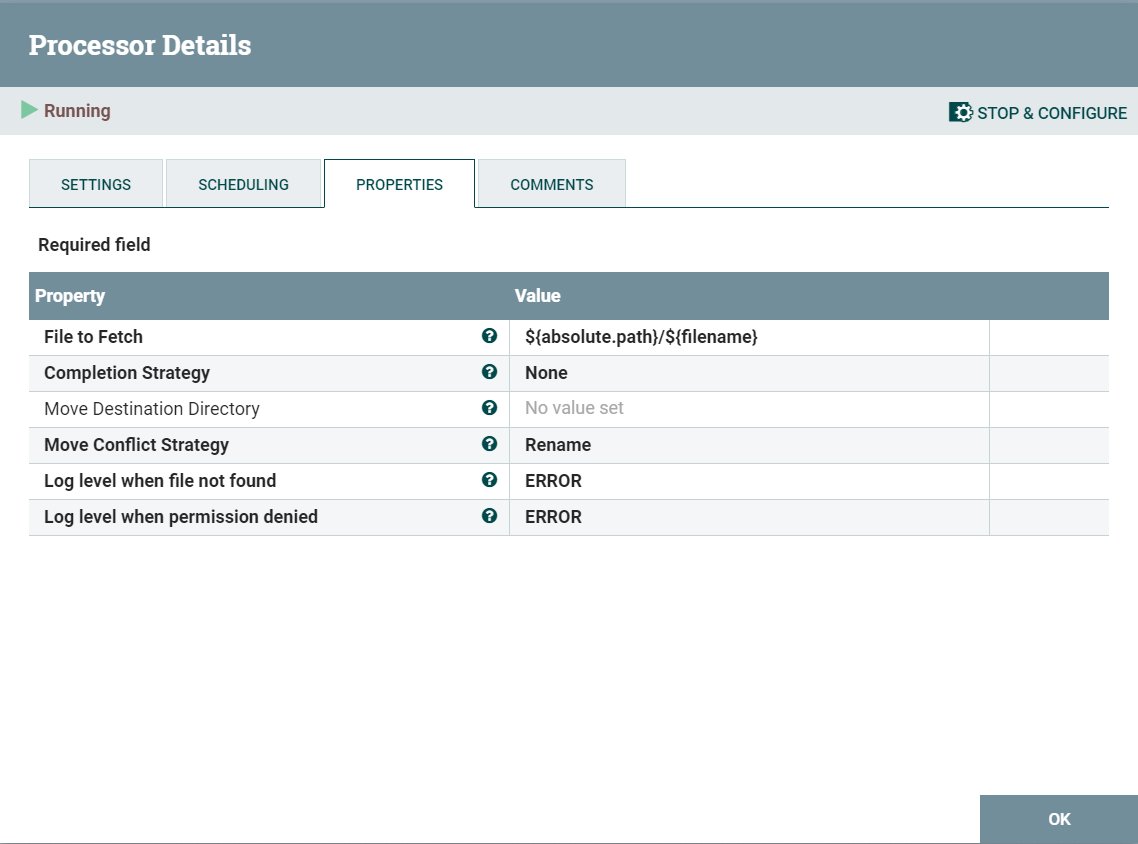 Processor Details
Running
STOP & CONFIGURE
SETTINGS SCHEDULING PROPERTIES COMMENTS
Required field
Property Value
File to Fetch ? ${absolute.path}/${filename}
Completion Strategy ? None
Move Destination Directory ? No value set
Move Conflict Strategy ? Rename
Log level when file not found ? ERROR
Log level when permission denied ? ERROR
OK